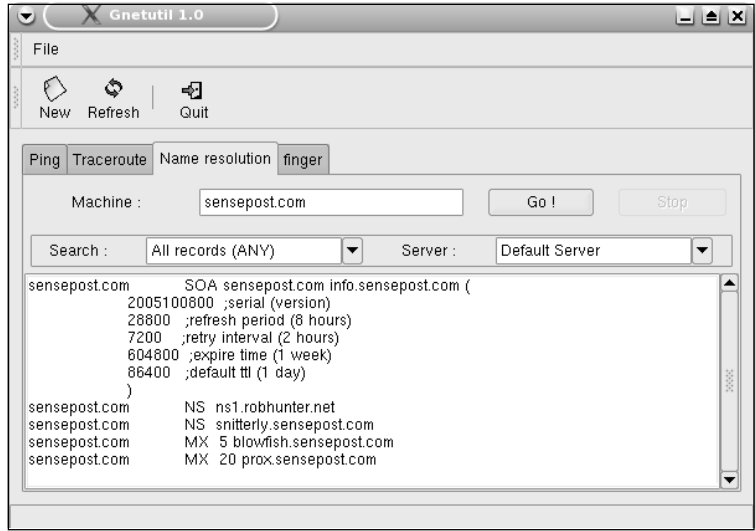 Gnetutil 1.0
File
New Refresh Quit
Ping Traceroute Name resolution finger
Machine : sensepost.com Go ! Stop
Search : All records (ANY) Server : Default Server
sensepost.com SOA sensepost.com info.sensepost.com (
2005100800 ;serial (version)
28800 ;refresh period (8 hours)
7200 ;retry interval (2 hours)
604800 ;expire time (1 week)
86400 ;default ttl (1 day)
)
sensepost.com NS ns1.robhunter.net
sensepost.com NS snitterly.sensepost.com
sensepost.com MX 5 blowfish.sensepost.com
sensepost.com MX 20 prox.sensepost.com